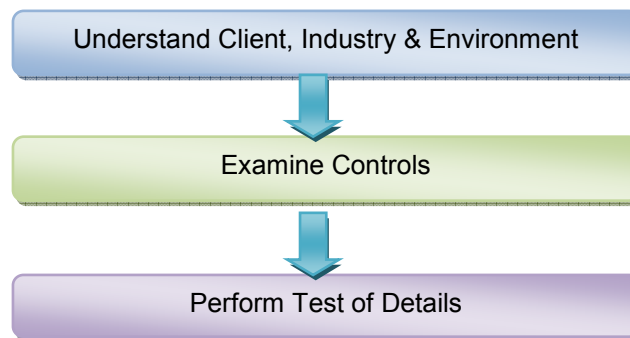 Understand Client, Industry & Environment
Examine Controls
Perform Test of Details